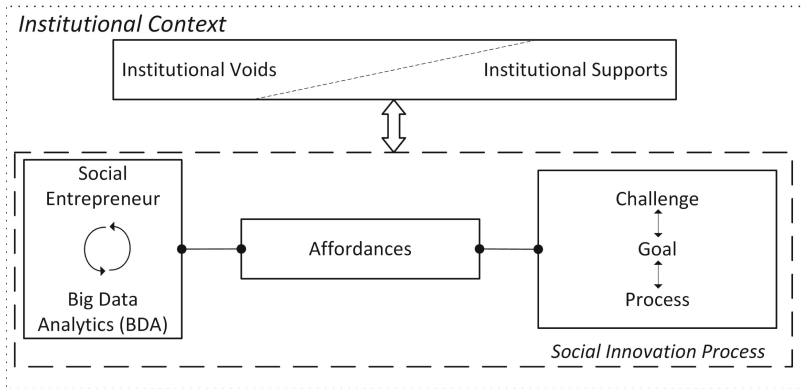 Institutional Context
Institutional Voids
Institutional Supports
Social
Entrepreneur
Big Data
Analytics (BDA)
Affordances
Challenge
Goal
Process
Social Innovation Process